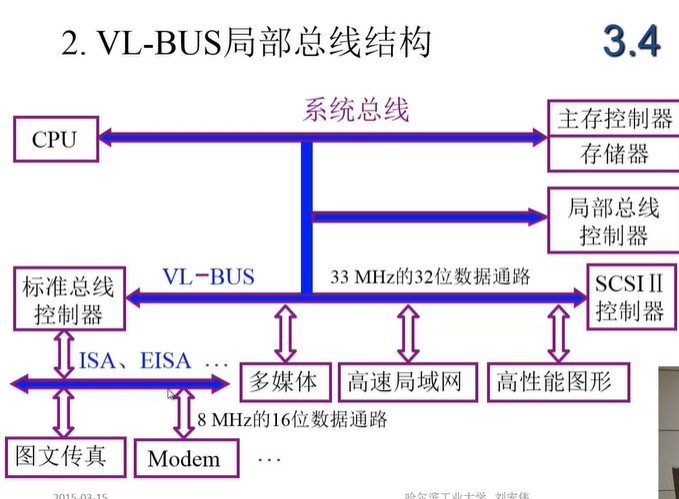 2. VL-BUS局部总线结构
3.4
系统总线
CPU
主存控制器
存储器
局部总线
控制器
VL-BUS
33 MHz的32位数据通路
标准总线
控制器
SCSIⅡ
控制器
ISA、EISA …
多媒体
高速局域网
高性能图形
8 MHz的16位数据通路
图文传真
Modem
…
2015-03-15
哈尔滨工业大学 刘宏伟